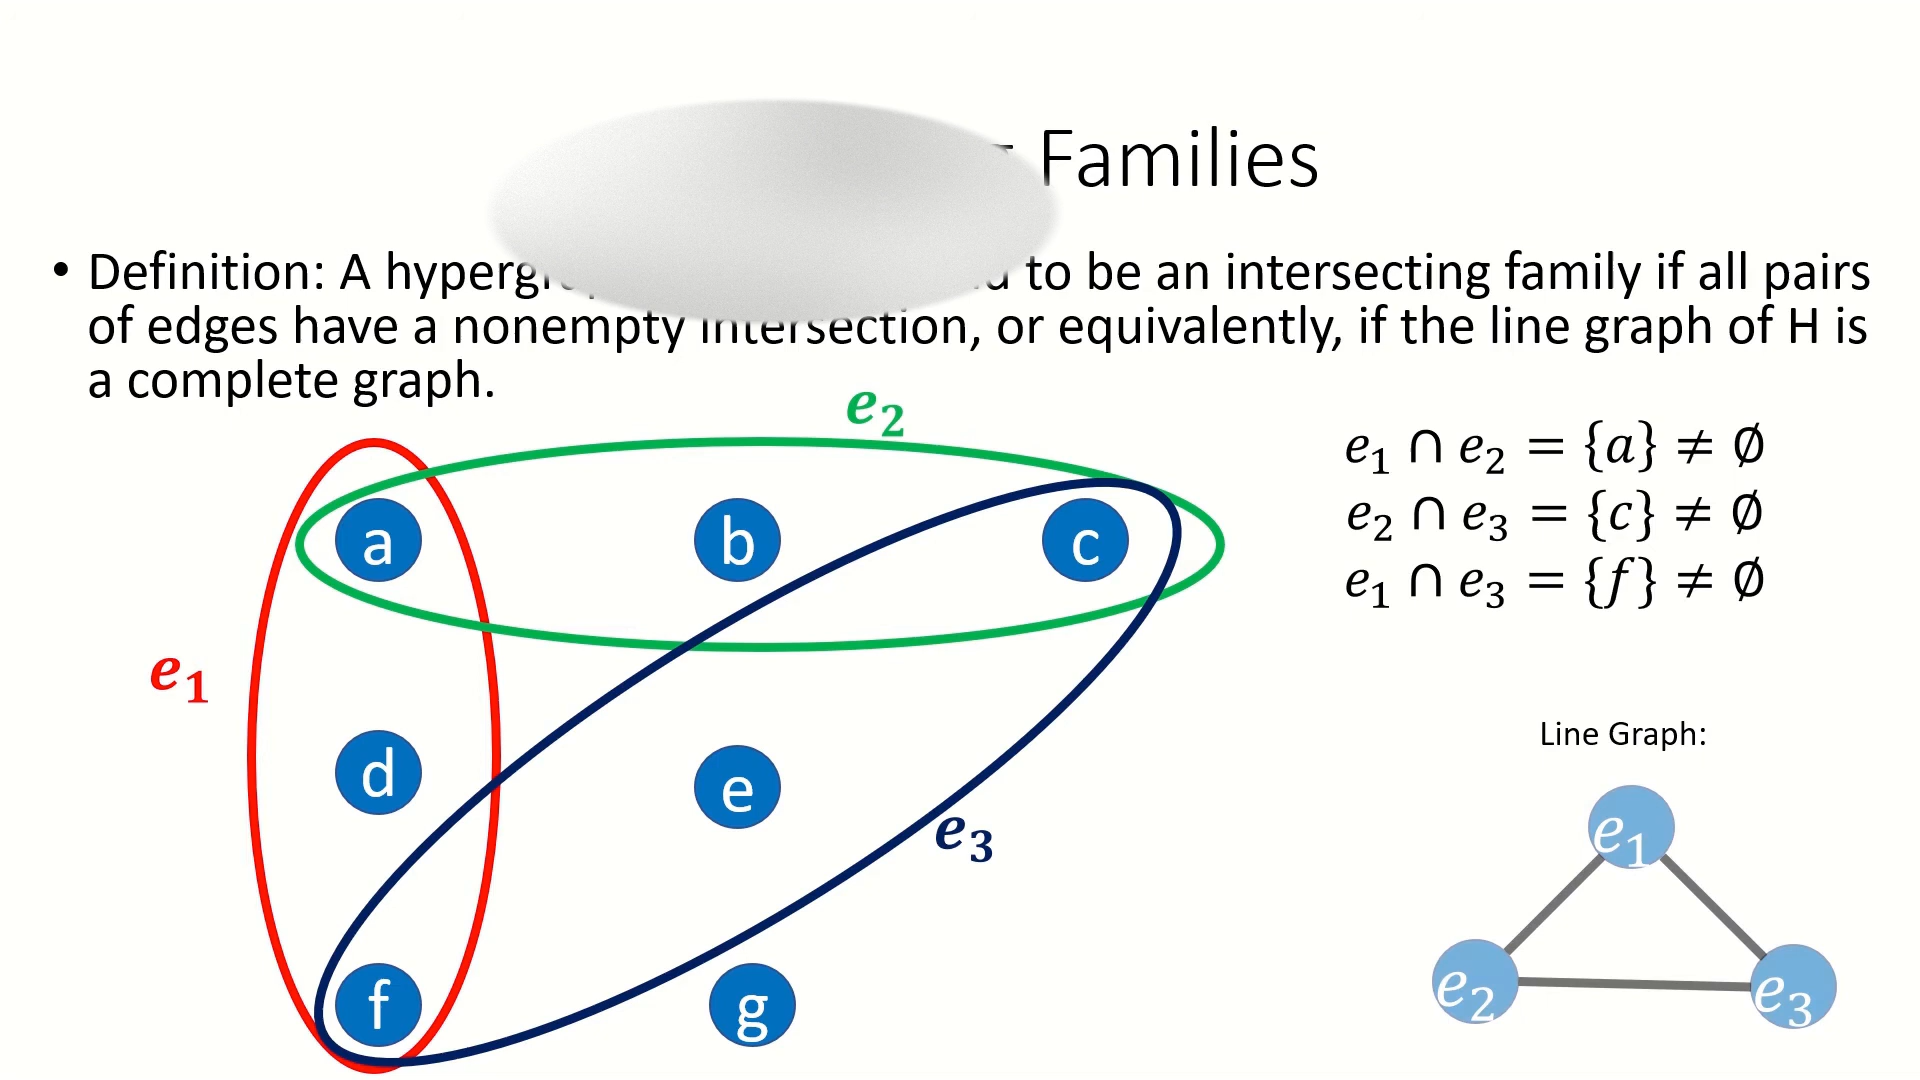 Families
• Definition: A to be an intersecting family if all pairs
of edges have a nonempty intersection, or equivalently, if the line graph of H is
a complete graph.
e₂
e₁ ∩ e₂ = {a} ≠ ∅
e₂ ∩ e₃ = {c} ≠ ∅
e₁ ∩ e₃ = {f} ≠ ∅
a b c
e₁
d e
e₃
f g
Line Graph:
e₁
e₂ e₃